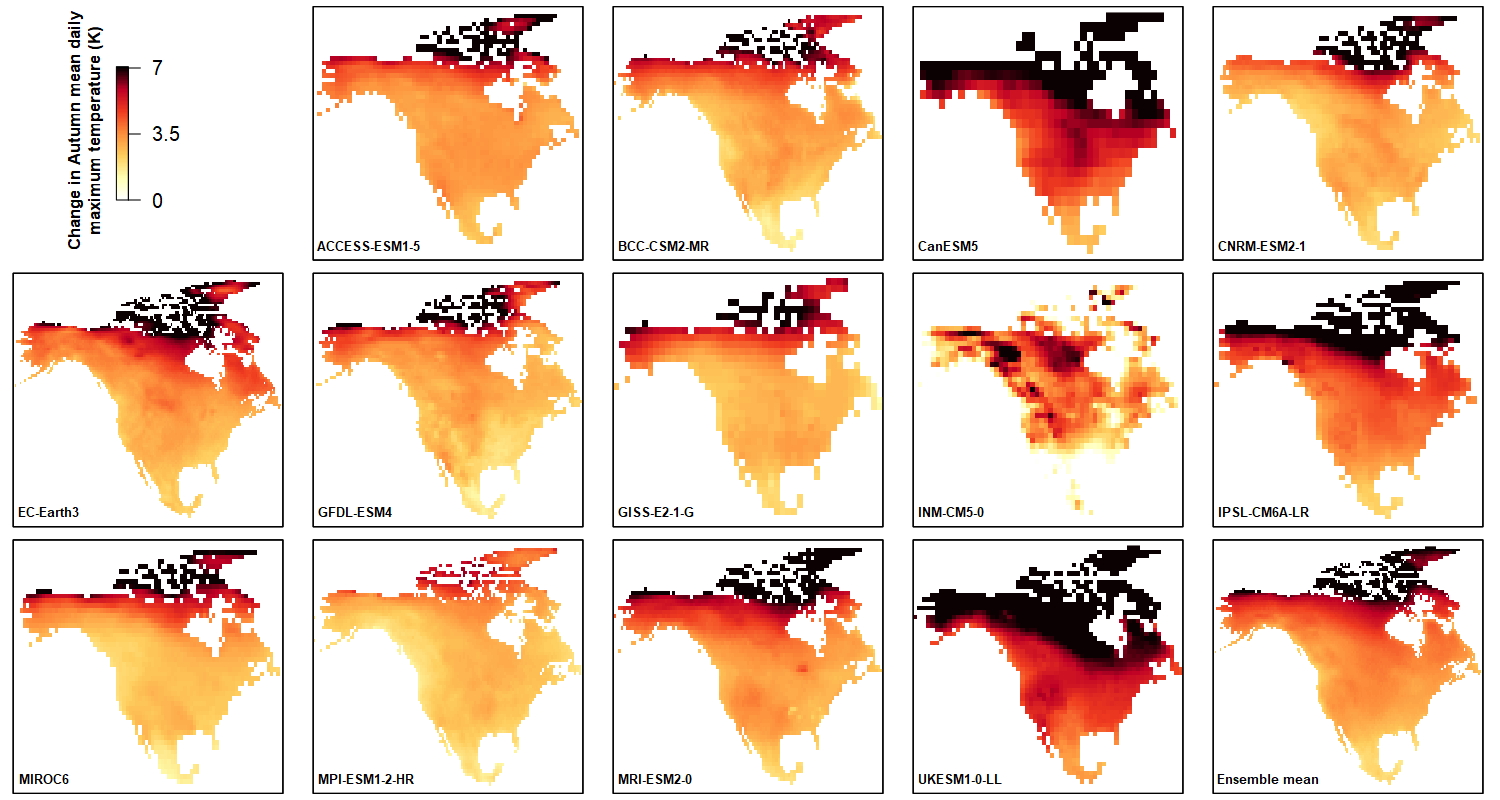 Change in Autumn mean daily
maximum temperature (K)
7
3.5
0
ACCESS-ESM1-5
BCC-CSM2-MR
CanESM5
CNRM-ESM2-1
EC-Earth3
GFDL-ESM4
GISS-E2-1-G
INM-CM5-0
IPSL-CM6A-LR
MIROC6
MPI-ESM1-2-HR
MRI-ESM2-0
UKESM1-0-LL
Ensemble mean